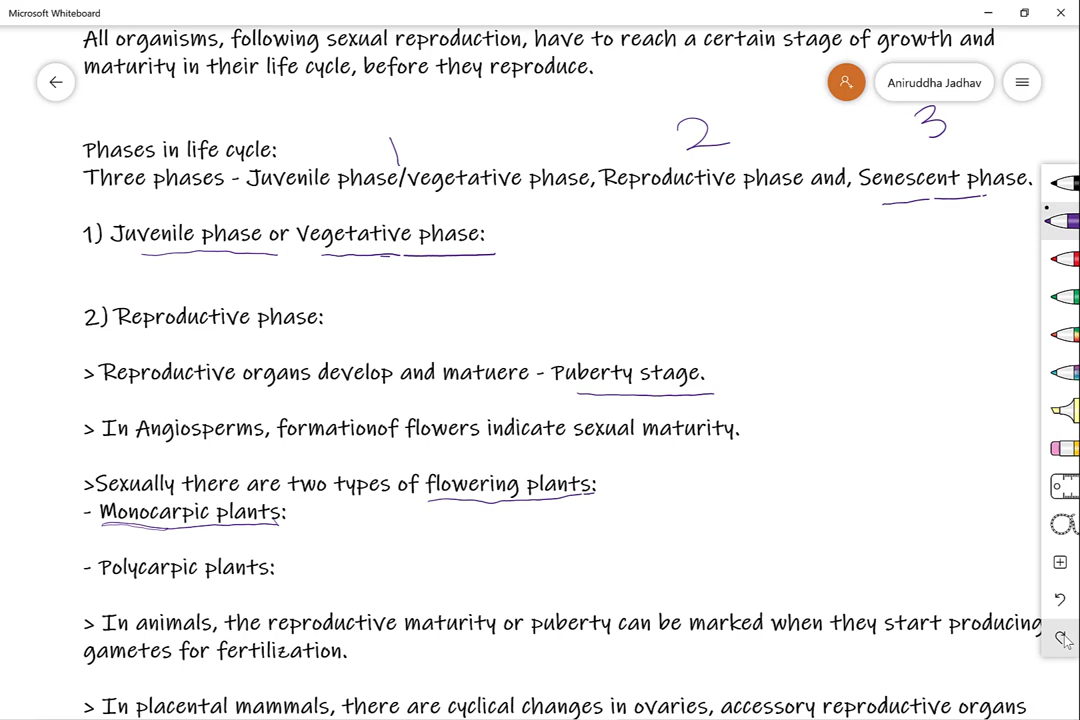 Microsoft Whiteboard
All organisms, following sexual reproduction, have to reach a certain stage of growth and
maturity in their life cycle, before they reproduce.
Aniruddha Jadhav
1 2 3
Phases in life cycle:
Three phases - Juvenile phase/vegetative phase, Reproductive phase and, Senescent phase.
1) Juvenile phase or Vegetative phase:
2) Reproductive phase:
> Reproductive organs develop and matuere - Puberty stage.
> In Angiosperms, formationof flowers indicate sexual maturity.
>Sexually there are two types of flowering plants:
- Monocarpic plants:
- Polycarpic plants:
> In animals, the reproductive maturity or puberty can be marked when they start producing
gametes for fertilization.
> In placental mammals, there are cyclical changes in ovaries, accessory reproductive organs